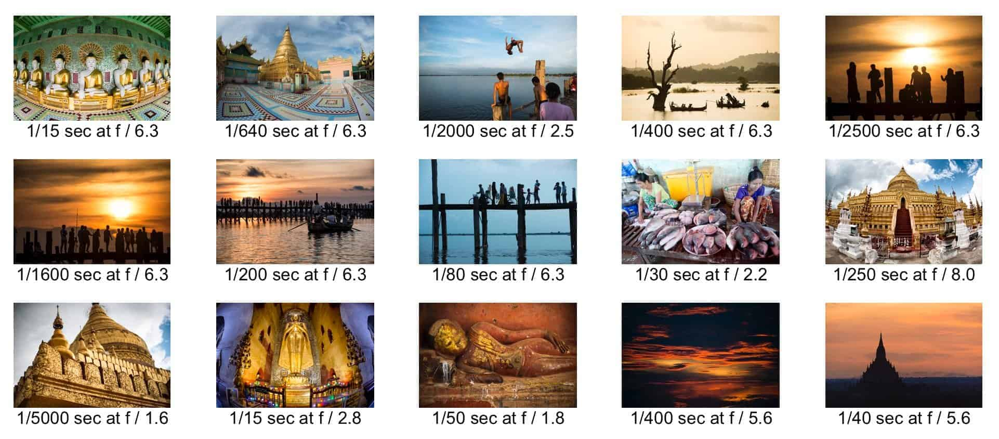 1/15 sec at f / 6.3
1/640 sec at f / 6.3
1/2000 sec at f / 2.5
1/400 sec at f / 6.3
1/2500 sec at f / 6.3
1/1600 sec at f / 6.3
1/200 sec at f / 6.3
1/80 sec at f / 6.3
1/30 sec at f / 2.2
1/250 sec at f / 8.0
1/5000 sec at f / 1.6
1/15 sec at f / 2.8
1/50 sec at f / 1.8
1/400 sec at f / 5.6
1/40 sec at f / 5.6